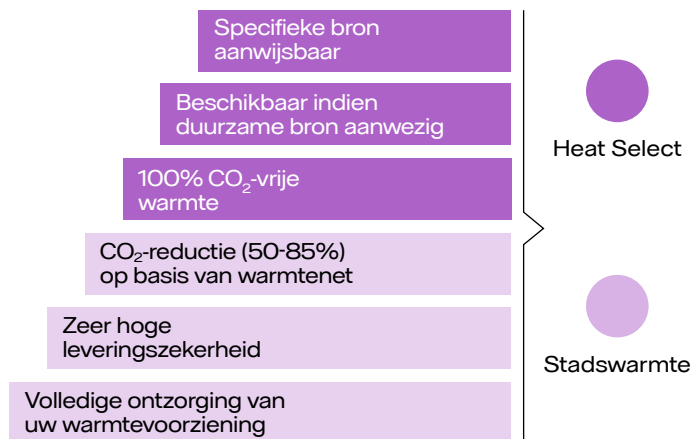 Specifieke bron
aanwijsbaar
Beschikbaar indien
duurzame bron aanwezig
100% CO₂-vrije
warmte
CO₂-reductie (50-85%)
op basis van warmtenet
Zeer hoge
leveringszekerheid
Volledige ontzorging van
uw warmtevoorziening
Heat Select
Stadswarmte